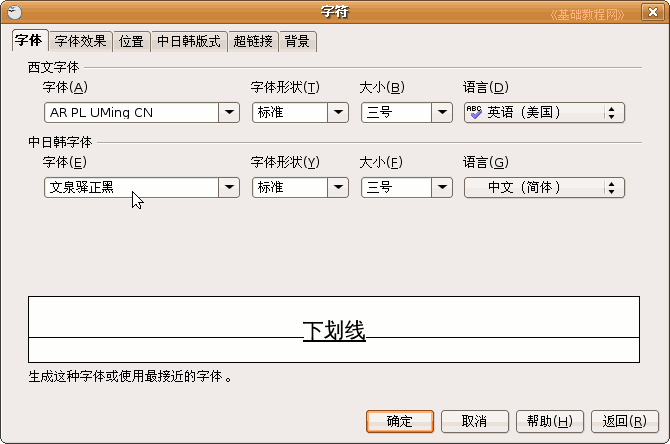 字符
《基础教程网》
字体 字体效果 位置 中日韩版式 超链接 背景
西文字体
字体(A) 字体形状(T) 大小(B) 语言(D)
AR PL UMing CN 标准 三号 ABC 英语（美国）
中日韩字体
字体(E) 字体形状(Y) 大小(F) 语言(G)
文泉驿正黑 标准 三号 中文（简体）
下划线
生成这种字体或使用最接近的字体。
确定 取消 帮助(H) 返回(R)